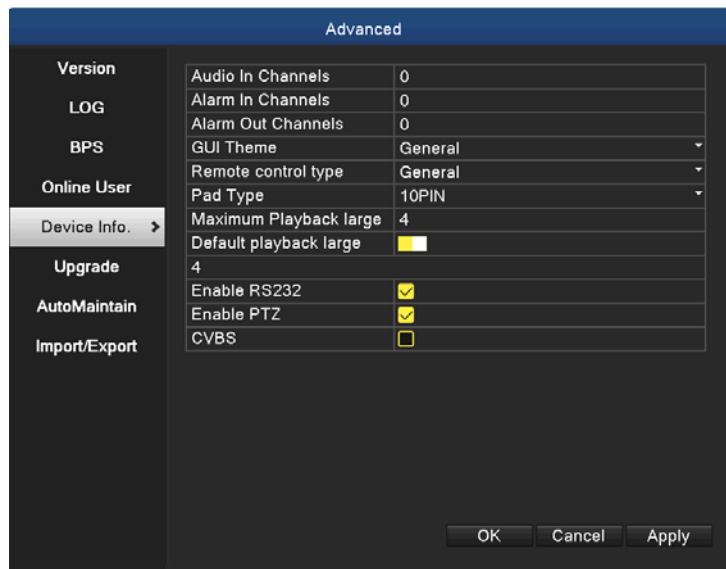 Advanced
Version
LOG
BPS
Online User
Device Info.
Upgrade
AutoMaintain
Import/Export
Audio In Channels 0
Alarm In Channels 0
Alarm Out Channels 0
GUI Theme General
Remote control type General
Pad Type 10PIN
Maximum Playback large 4
Default playback large
4
Enable RS232
Enable PTZ
CVBS
OK Cancel Apply